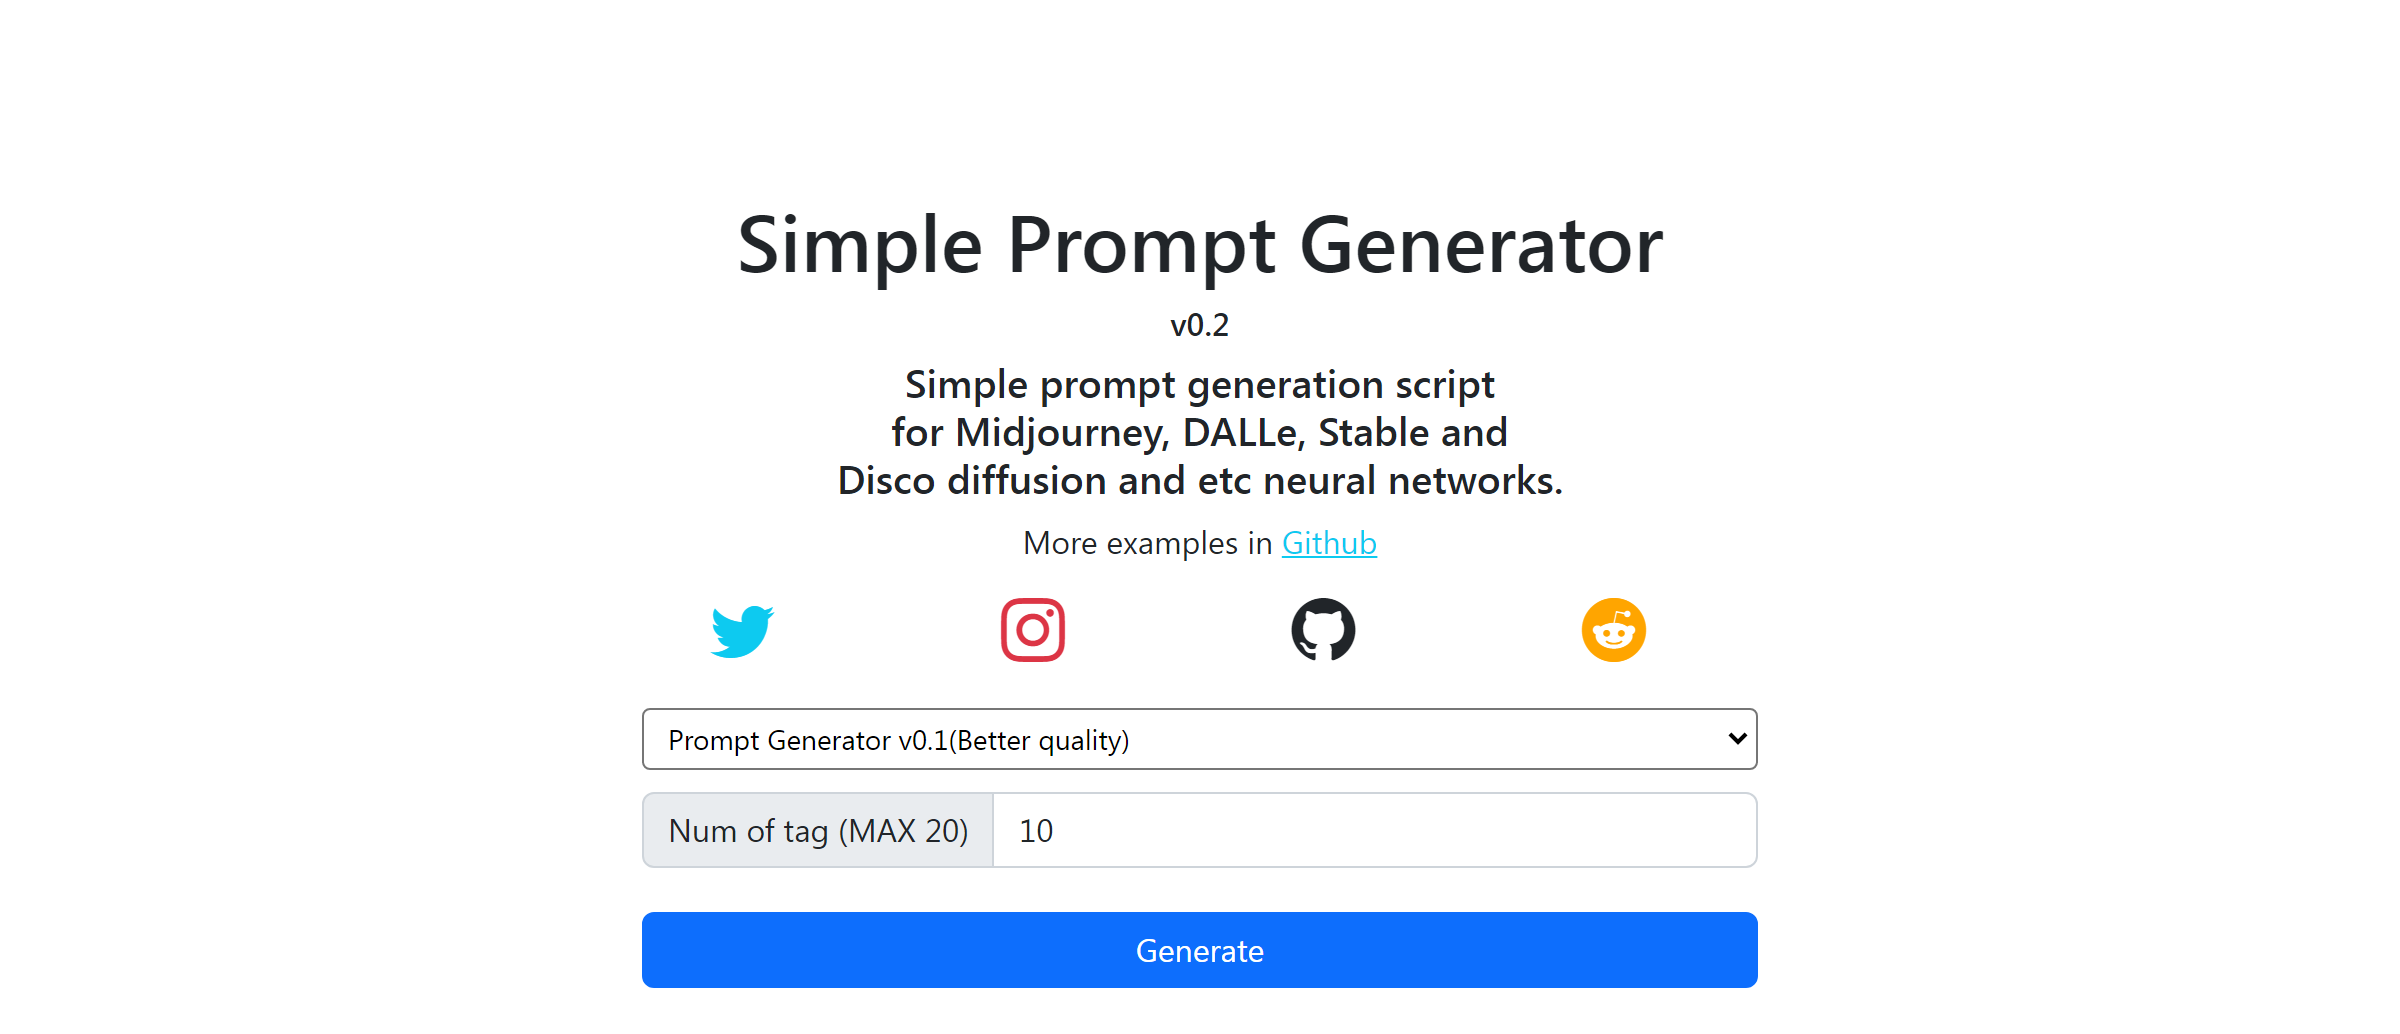 Simple Prompt Generator
v0.2
Simple prompt generation script
for Midjourney, DALLe, Stable and
Disco diffusion and etc neural networks.
More examples in Github
Prompt Generator v0.1(Better quality)
Num of tag (MAX 20) 10
Generate